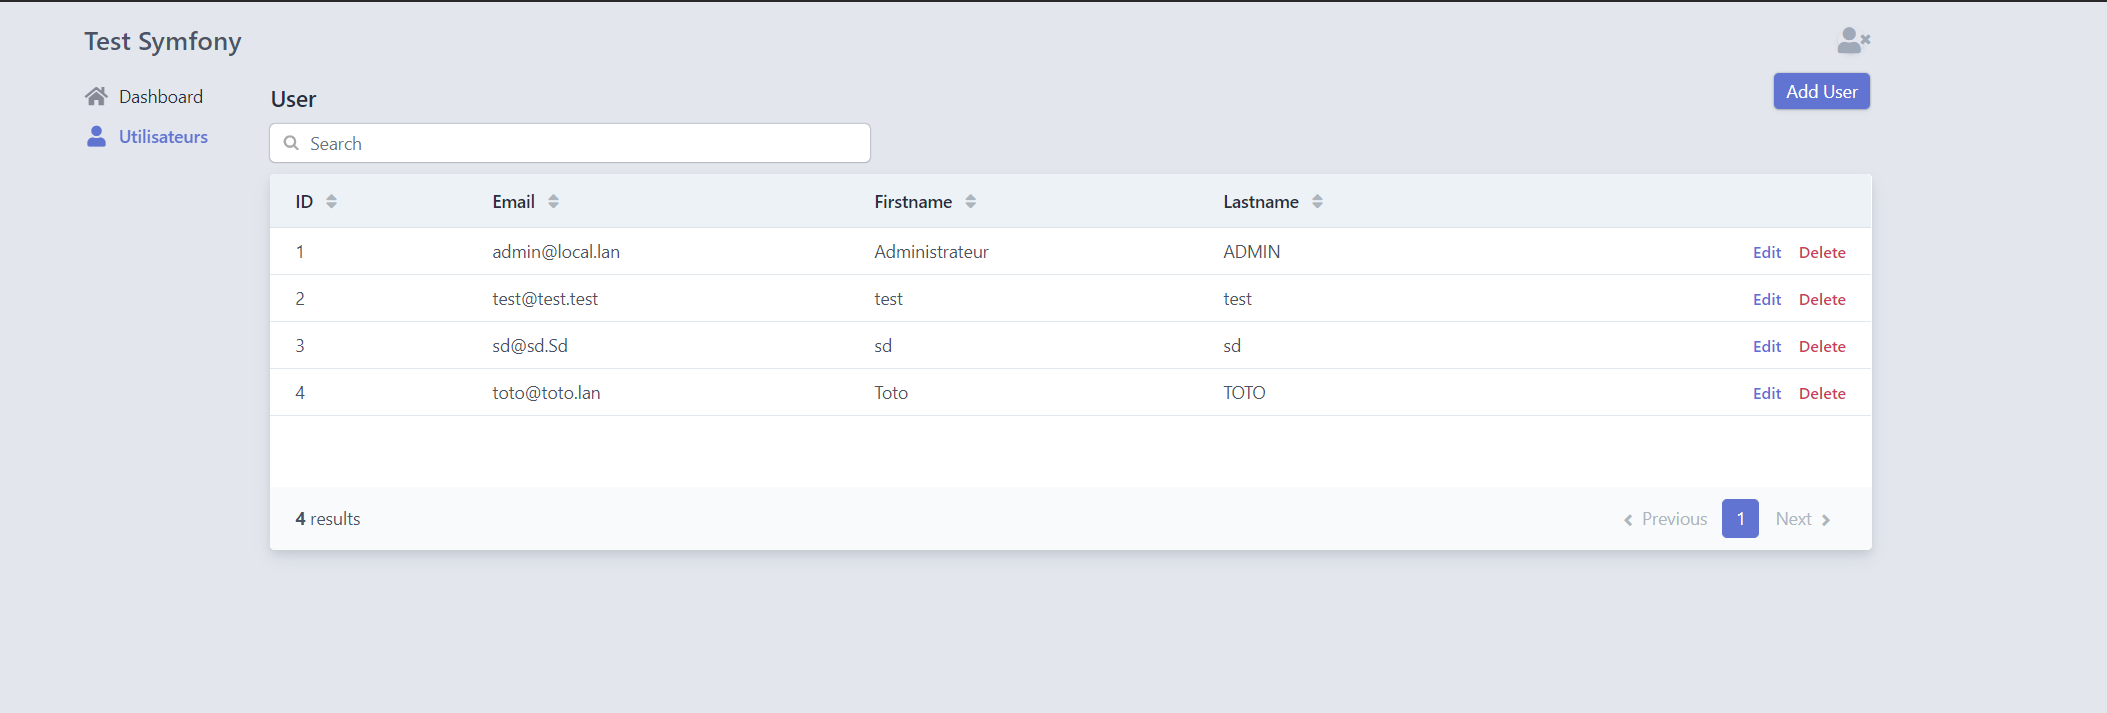 Test Symfony
Dashboard
Utilisateurs
User
Add User
Search
ID Email Firstname Lastname
1 admin@local.lan Administrateur ADMIN Edit Delete
2 test@test.test test test Edit Delete
3 sd@sd.Sd sd sd Edit Delete
4 toto@toto.lan Toto TOTO Edit Delete
4 results Previous 1 Next